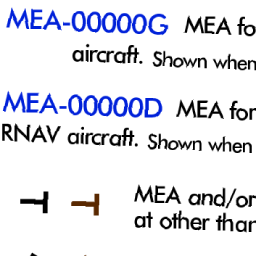 MEA-00000G MEA fo
aircraft. Shown when
MEA-00000D MEA for
RNAV aircraft. Shown when
MEA and/or
at other than